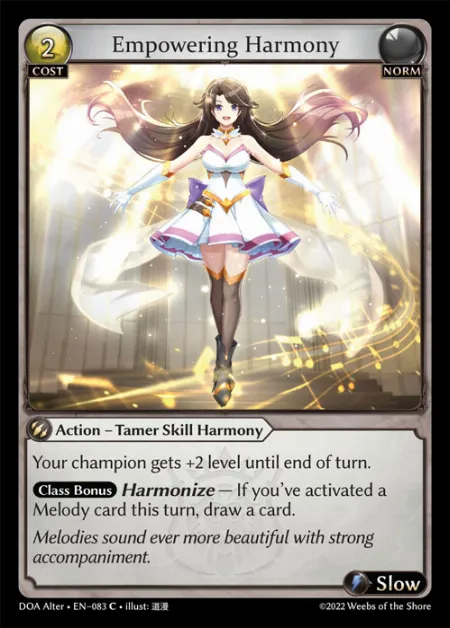 2
Empowering Harmony
COST
NORM
Action – Tamer Skill Harmony
Your champion gets +2 level until end of turn.
Class Bonus Harmonize — If you've activated a
Melody card this turn, draw a card.
Melodies sound ever more beautiful with strong
accompaniment.
Slow
DOA Alter • EN-083 C • illust: 道漫
©2022 Weebs of the Shore